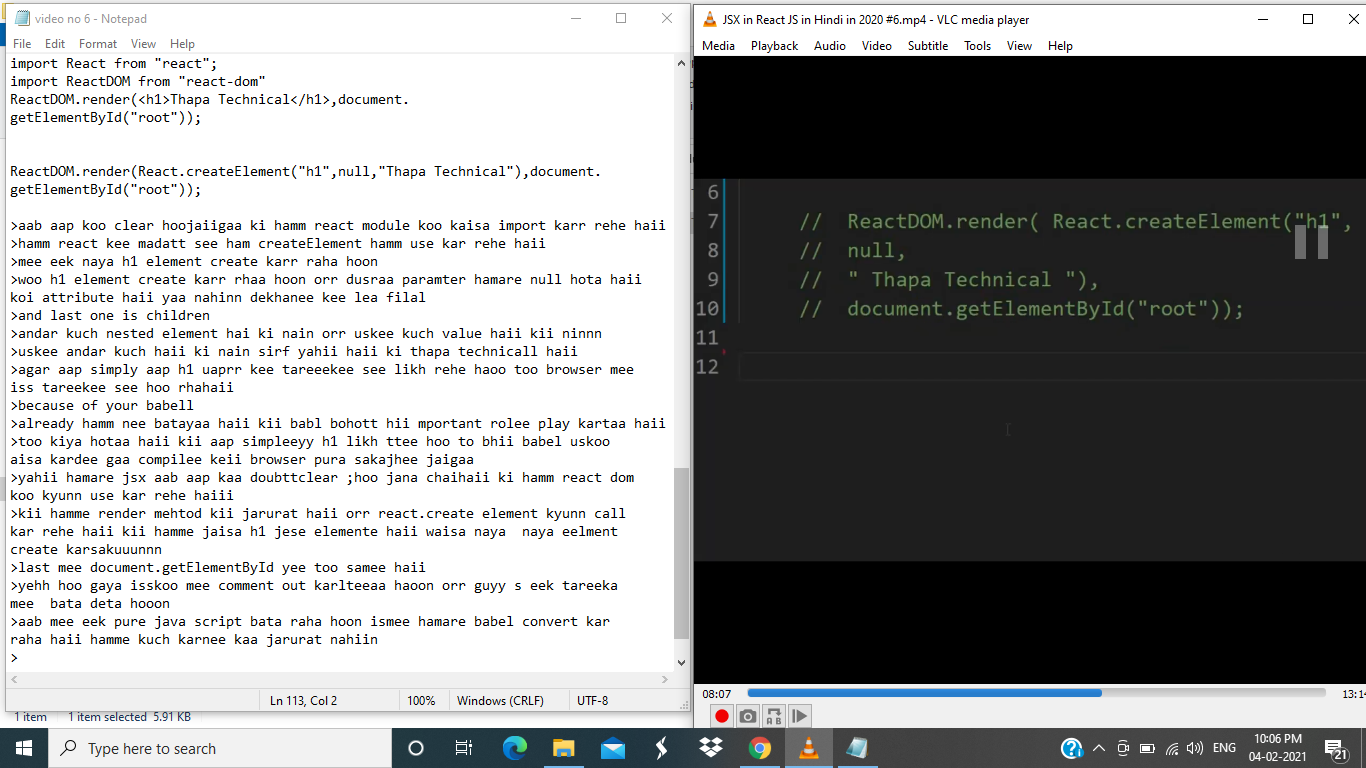 video no 6 - Notepad
File Edit Format View Help
import React from "react";
import ReactDOM from "react-dom"
ReactDOM.render(<h1>Thapa Technical</h1>,document.
getElementById("root"));
ReactDOM.render(React.createElement("h1",null,"Thapa Technical"),document.
getElementById("root"));
>aab aap koo clear hoojaiigaa ki hamm react module koo kaisa import karr rehe haii
>hamm react kee madatt see ham createElement hamm use kar rehe haii
>mee eek naya h1 element create karr raha hoon
>woo h1 element create karr rhaa hoon orr dusraa paramter hamare null hota haii
koi attribute haii yaa nahinn dekhanee kee lea filal
>and last one is children
>andar kuch nested element hai ki nain orr uskee kuch value haii kii ninnn
>uskee andar kuch haii ki nain sirf yahii haii ki thapa technicall haii
>agar aap simply aap h1 uaprr kee tareeekee see likh rehe haoo too browser mee
iss tareekee see hoo rhahaii
>because of your babell
>already hamm nee batayaa haii kii babl bohott hii mportant rolee play kartaa haii
>too kiya hotaa haii kii aap simpleeyy h1 likh ttee hoo to bhii babel uskoo
aisa kardee gaa compilee keii browser pura sakajhee jaigaa
>yahii hamare jsx aab aap kaa doubttclear ;hoo jana chaihaii ki hamm react dom
koo kyunn use kar rehe haiii
>kii hamme render mehtod kii jarurat haii orr react.create element kyunn call
kar rehe haii kii hamme jaisa h1 jese elemente haii waisa naya  naya eelment
create karsakuuunnn
>last mee document.getElementById yee too samee haii
>yehh hoo gaya isskoo mee comment out karlteeaa haoon orr guyy s eek tareeka
mee  bata deta hooon
>aab mee eek pure java script bata raha hoon ismee hamare babel convert kar
raha haii hamme kuch karnee kaa jarurat nahiin
>
Ln 113, Col 2 100% Windows (CRLF) UTF-8
1 item 1 item selected 5.91 KB
JSX in React JS in Hindi in 2020 #6.mp4 - VLC media player
Media Playback Audio Video Subtitle Tools View Help
6
7 // ReactDOM.render( React.createElement("h1",
8 // null,
9 // " Thapa Technical "),
10 // document.getElementById("root"));
11
12
08:07 13:14
A B
Type here to search
ENG
10:06 PM
04-02-2021
21